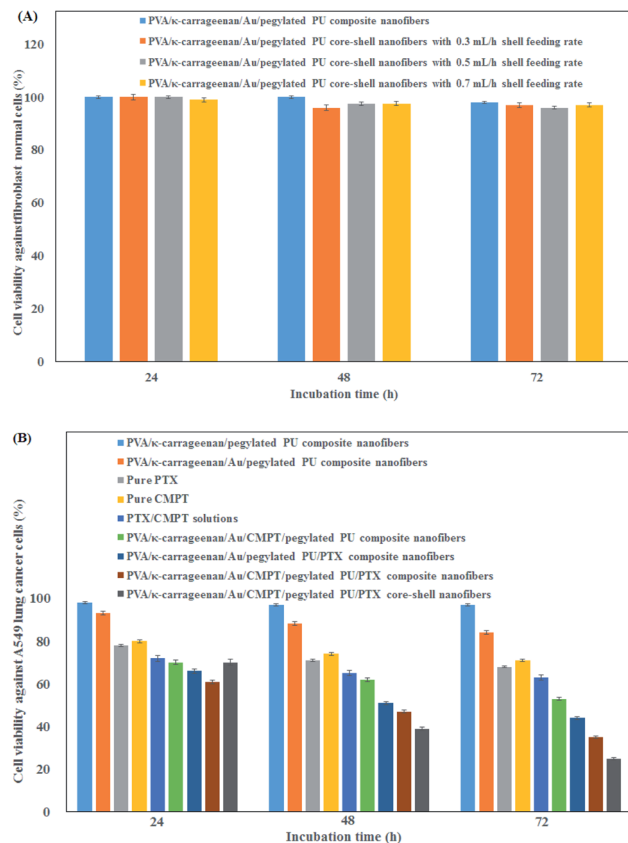 (A)
PVA/κ-carrageenan/Au/pegylated PU composite nanofibers
PVA/κ-carrageenan/Au/pegylated PU core-shell nanofibers with 0.3 mL/h shell feeding rate
PVA/κ-carrageenan/Au/pegylated PU core-shell nanofibers with 0.5 mL/h shell feeding rate
PVA/κ-carrageenan/Au/pegylated PU core-shell nanofibers with 0.7 mL/h shell feeding rate
Cell viability againstfibroblast normal cells (%)
120
100
80
60
40
20
0
24 48 72
Incubation time (h)
(B)
PVA/κ-carrageenan/pegylated PU composite nanofibers
PVA/κ-carrageenan/Au/pegylated PU composite nanofibers
Pure PTX
Pure CMPT
PTX/CMPT solutions
PVA/κ-carrageenan/Au/CMPT/pegylated PU composite nanofibers
PVA/κ-carrageenan/Au/pegylated PU/PTX composite nanofibers
PVA/κ-carrageenan/Au/CMPT/pegylated PU/PTX composite nanofibers
PVA/κ-carrageenan/Au/CMPT/pegylated PU/PTX core-shell nanofibers
Cell viability against A549 lung cancer cells (%)
100
80
60
40
20
0
24 48 72
Incubation time (h)